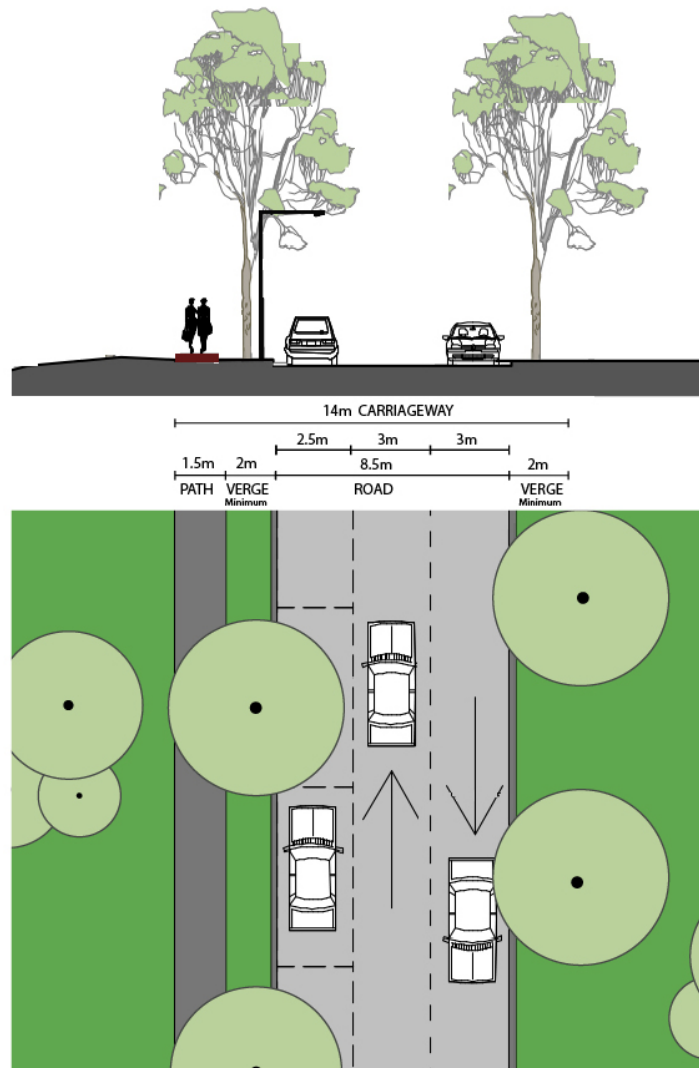 14m CARRIAGEWAY
2.5m 3m 3m
1.5m 2m 8.5m 2m
PATH VERGE ROAD VERGE
Minimum Minimum